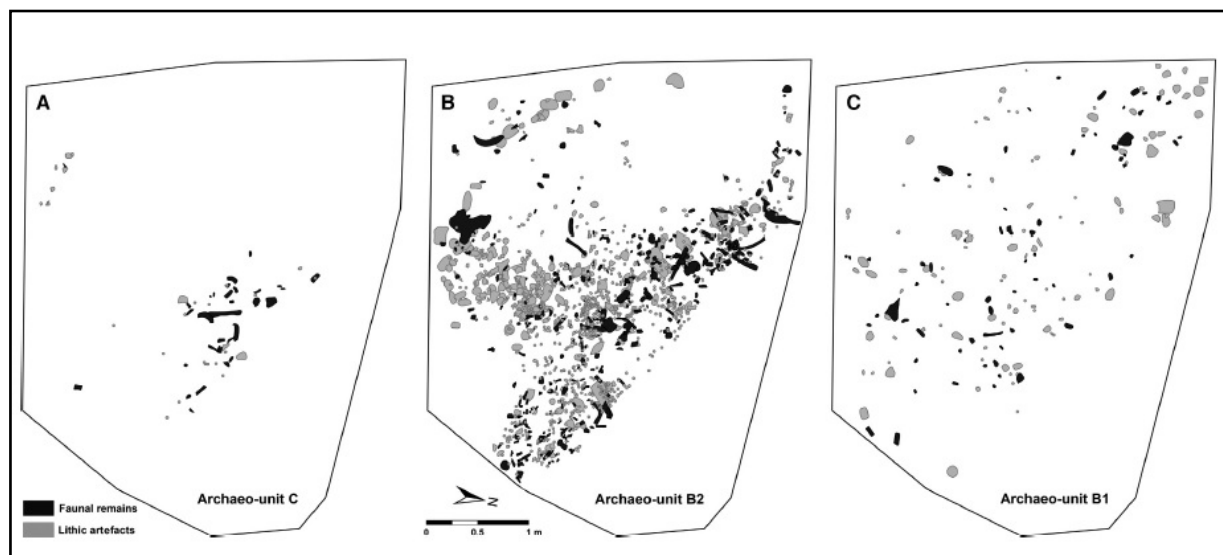 A
B
C
Faunal remains
Lithic artefacts
Archaeo-unit C
N
0 0.5 1 m
Archaeo-unit B2
Archaeo-unit B1